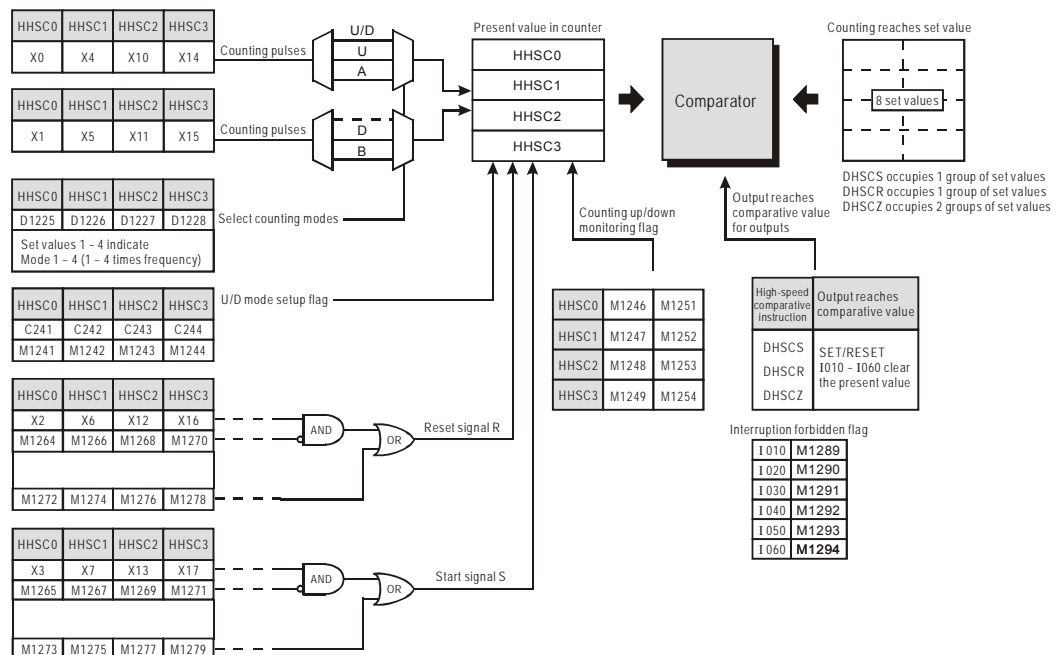 HHSC0 HHSC1 HHSC2 HHSC3
X0 X4 X10 X14
Counting pulses
U/D
U
A
HHSC0 HHSC1 HHSC2 HHSC3
X1 X5 X11 X15
Counting pulses
D
B
HHSC0 HHSC1 HHSC2 HHSC3
D1225 D1226 D1227 D1228
Set values 1 – 4 indicate
Mode 1 – 4 (1 – 4 times frequency)
Select counting modes
HHSC0 HHSC1 HHSC2 HHSC3
C241 C242 C243 C244
M1241 M1242 M1243 M1244
U/D mode setup flag
HHSC0 HHSC1 HHSC2 HHSC3
X2 X6 X12 X16
M1264 M1266 M1268 M1270
M1272 M1274 M1276 M1278
AND
OR
Reset signal R
HHSC0 HHSC1 HHSC2 HHSC3
X3 X7 X13 X17
M1265 M1267 M1269 M1271
M1273 M1275 M1277 M1279
AND
OR
Start signal S
Present value in counter
HHSC0
HHSC1
HHSC2
HHSC3
Comparator
Counting reaches set value
8 set values
DHSCS occupies 1 group of set values
DHSCR occupies 1 group of set values
DHSCZ occupies 2 groups of set values
Counting up/down
monitoring flag
Output reaches
comparative value
for outputs
HHSC0 M1246 M1251
HHSC1 M1247 M1252
HHSC2 M1248 M1253
HHSC3 M1249 M1254
High-speed
comparative
instruction
Output reaches
comparative value
DHSCS
DHSCR
DHSCZ
SET/RESET
I010 – I060 clear
the present value
Interruption forbidden flag
I 010 M1289
I 020 M1290
I 030 M1291
I 040 M1292
I 050 M1293
I 060 M1294